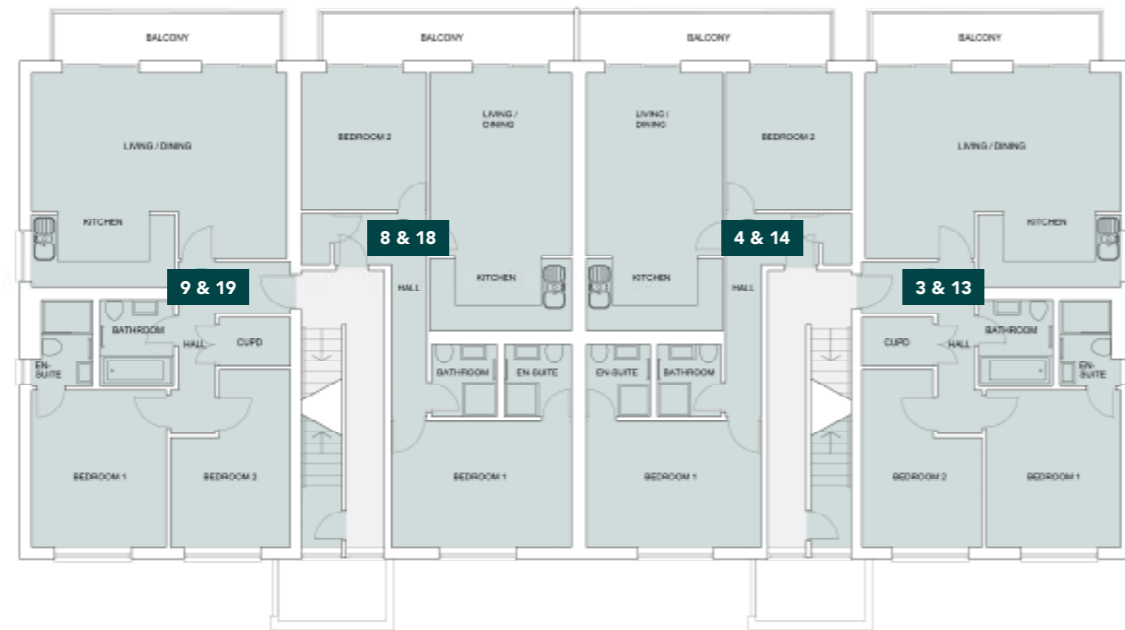 BALCONY
BALCONY
BALCONY
BALCONY
LIVING /
DINING
LIVING /
DINING
BEDROOM 2
BEDROOM 2
LIVING / DINING
LIVING / DINING
KITCHEN
KITCHEN
8 & 18
4 & 14
KITCHEN
KITCHEN
9 & 19
HALL
HALL
3 & 13
BATHROOM
HALL
CUPD
CUPD
HALL
BATHROOM
EN-
SUITE
BATHROOM
EN-SUITE
EN-SUITE
BATHROOM
EN-
SUITE
BEDROOM 1
BEDROOM 2
BEDROOM 1
BEDROOM 1
BEDROOM 2
BEDROOM 1